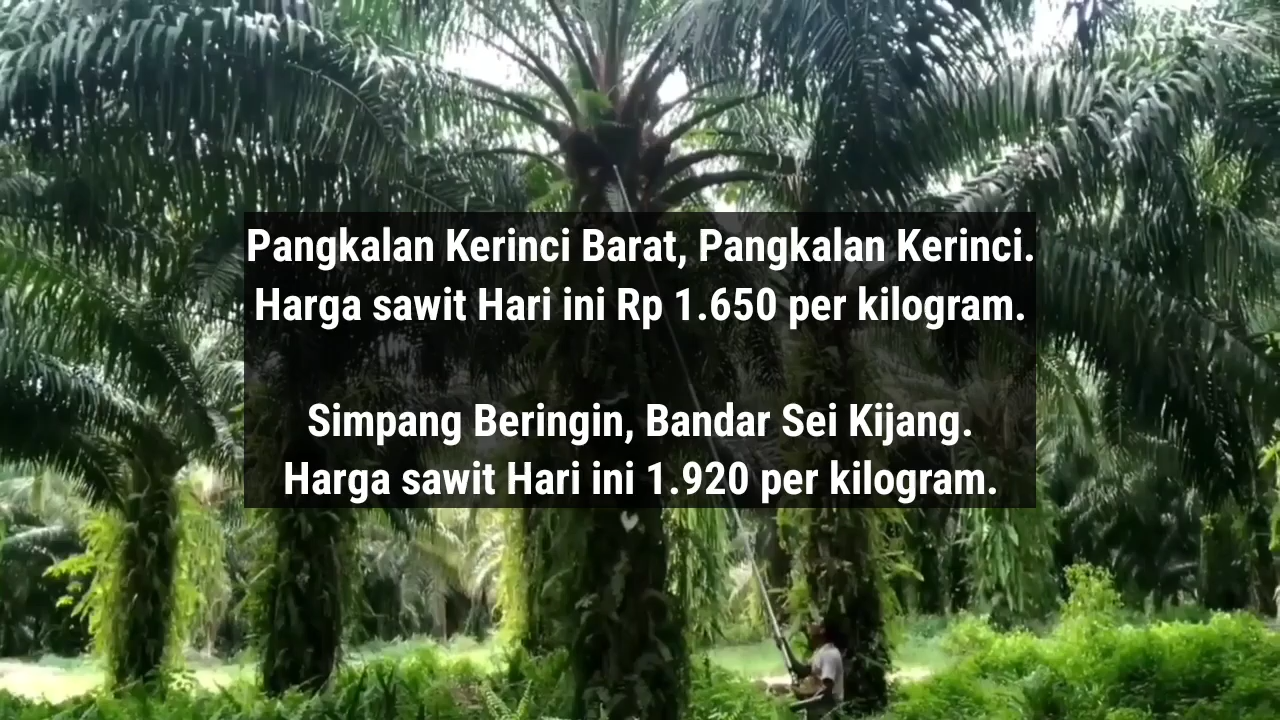 Pangkalan Kerinci Barat, Pangkalan Kerinci.
Harga sawit Hari ini Rp 1.650 per kilogram.
Simpang Beringin, Bandar Sei Kijang.
Harga sawit Hari ini 1.920 per kilogram.